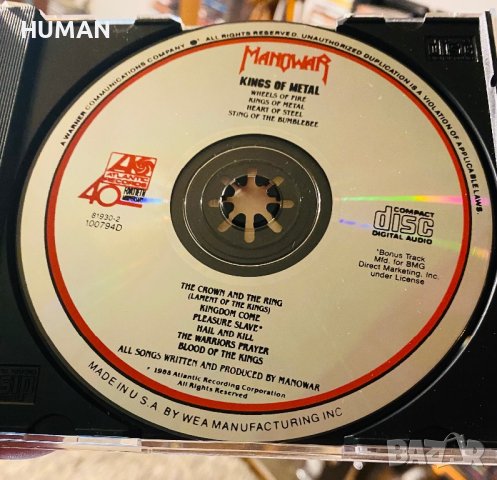 HUMAN
A WARNER COMMUNICATIONS COMPANY • ALL RIGHTS RESERVED. UNAUTHORIZED DUPLICATION IS A VIOLATION OF APPLICABLE LAWS
MANOWAR
KINGS OF METAL
WHEELS OF FIRE
KINGS OF METAL
HEART OF STEEL
STING OF THE BUMBLEBEE
ATLANTIC
RECORDS
40
81930-2
100794D
COMPACT
disc
DIGITAL AUDIO
*Bonus Track
Mfd. for BMG
Direct Marketing, Inc.
under License
THE CROWN AND THE RING
(LAMENT OF THE KINGS)
KINGDOM COME
PLEASURE SLAVE*
HAIL AND KILL
THE WARRIORS PRAYER
BLOOD OF THE KINGS
ALL SONGS WRITTEN AND PRODUCED BY MANOWAR
1988 Atlantic Recording Corporation
All Rights Reserved
MADE IN U.S.A. BY WEA MANUFACTURING INC
BAZAR